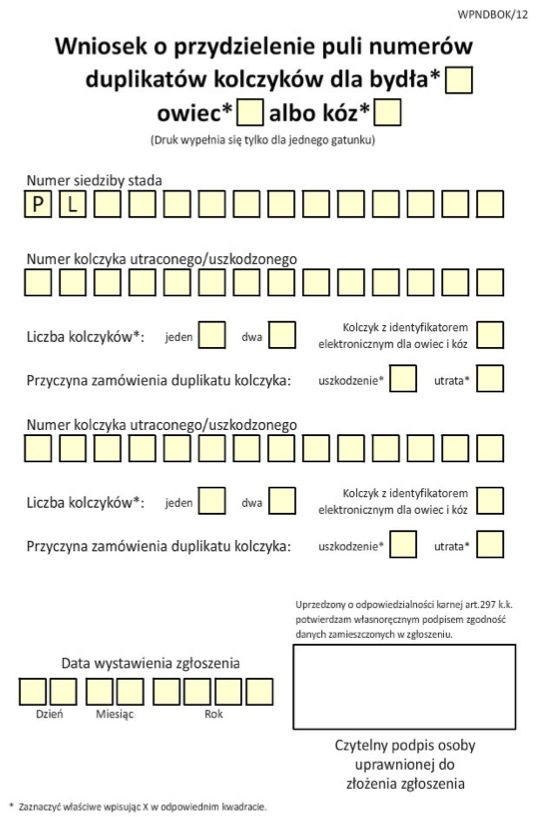 WPNDBOK/12
Wniosek o przydzielenie puli numerów
duplikatów kolczyków dla bydła*
owiec* albo kóz*
(Druk wypełnia się tylko dla jednego gatunku)
Numer siedziby stada
P L
Numer kolczyka utraconego/uszkodzonego
Liczba kolczyków*: jeden dwa Kolczyk z identyfikatorem
elektronicznym dla owiec i kóz
Przyczyna zamówienia duplikatu kolczyka: uszkodzenie* utrata*
Numer kolczyka utraconego/uszkodzonego
Liczba kolczyków*: jeden dwa Kolczyk z identyfikatorem
elektronicznym dla owiec i kóz
Przyczyna zamówienia duplikatu kolczyka: uszkodzenie* utrata*
Uprzedzony o odpowiedzialności karnej art.297 k.k.
potwierdzam własnoręcznym podpisem zgodność
danych zamieszczonych w zgłoszeniu.
Data wystawienia zgłoszenia
Dzień Miesiąc Rok
Czytelny podpis osoby
uprawnionej do
złożenia zgłoszenia
* Zaznaczyć właściwe wpisując X w odpowiednim kwadracie.